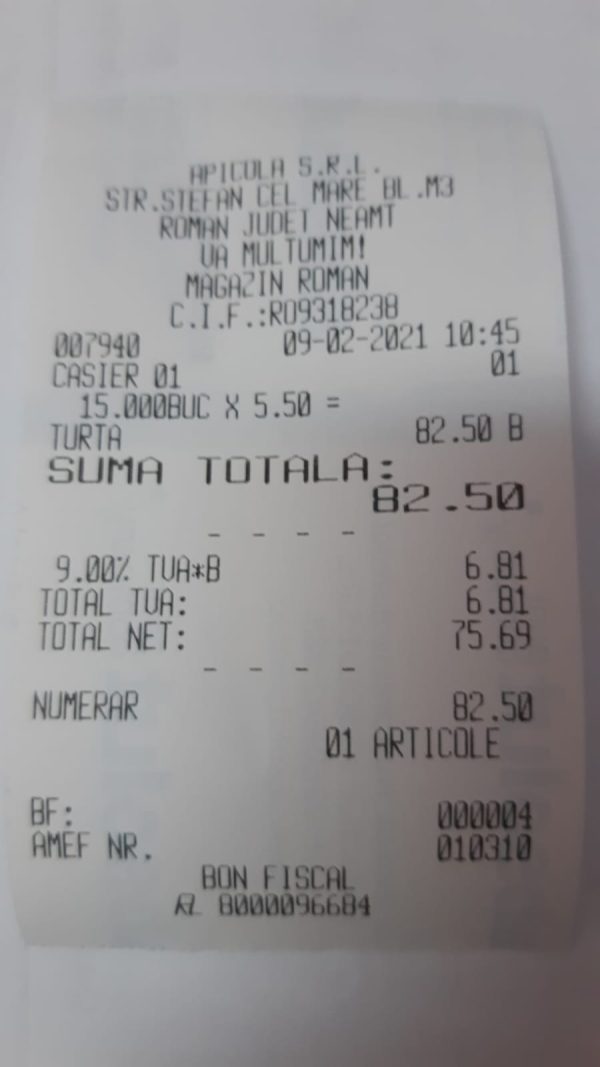 APICULA S.R.L.
STR.STEFAN CEL MARE BL.M3
ROMAN JUDET NEAMT
VA MULTUMIM!
MAGAZIN ROMAN
C.I.F.:RO9318238
007940 09-02-2021 10:45
CASIER 01 01
15.000BUC X 5.50 =
TURTA 82.50 B
SUMA TOTALA:
82.50
- - - -
9.00% TVA*B 6.81
TOTAL TVA: 6.81
TOTAL NET: 75.69
- - - -
NUMERAR 82.50
01 ARTICOLE
BF: 000004
AMEF NR. 010310
BON FISCAL
8000096684